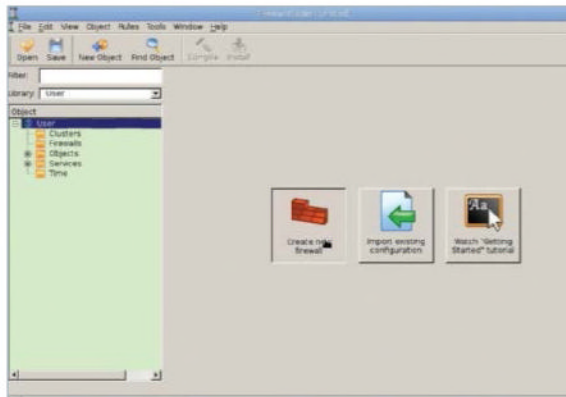 File Edit View Object Rules Tools Window Help
Open Save New Object Find Object Compile Install
Filter:
Library: User
Object
User
Clusters
Firewalls
Objects
Services
Time
Create new
firewall
Import existing
configuration
Watch "Getting
Started" tutorial